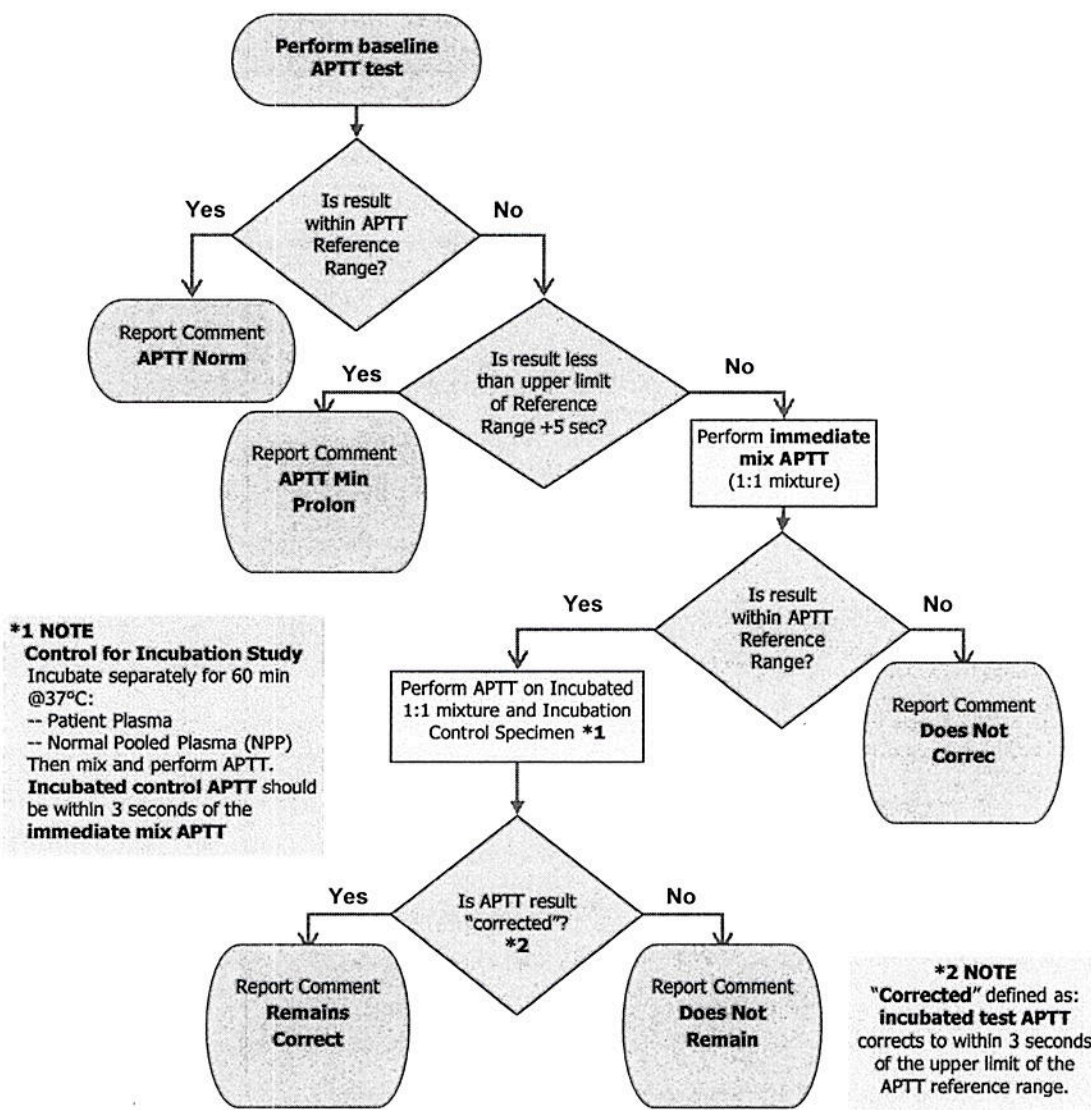 Perform baseline
APTT test
Is result
within APTT
Reference
Range?
Yes
No
Report Comment
APTT Norm
Is result less
than upper limit
of Reference
Range +5 sec?
Yes
No
Report Comment
APTT Min
Prolon
Perform immediate
mix APTT
(1:1 mixture)
Is result
within APTT
Reference
Range?
Yes
No
*1 NOTE
Control for Incubation Study
Incubate separately for 60 min
@37ºC:
-- Patient Plasma
-- Normal Pooled Plasma (NPP)
Then mix and perform APTT.
Incubated control APTT should
be within 3 seconds of the
immediate mix APTT
Perform APTT on Incubated
1:1 mixture and Incubation
Control Specimen *1
Report Comment
Does Not
Correc
Is APTT result
"corrected"?
*2
Yes
No
Report Comment
Remains
Correct
Report Comment
Does Not
Remain
*2 NOTE
"Corrected" defined as:
incubated test APTT
corrects to within 3 seconds
of the upper limit of the
APTT reference range.